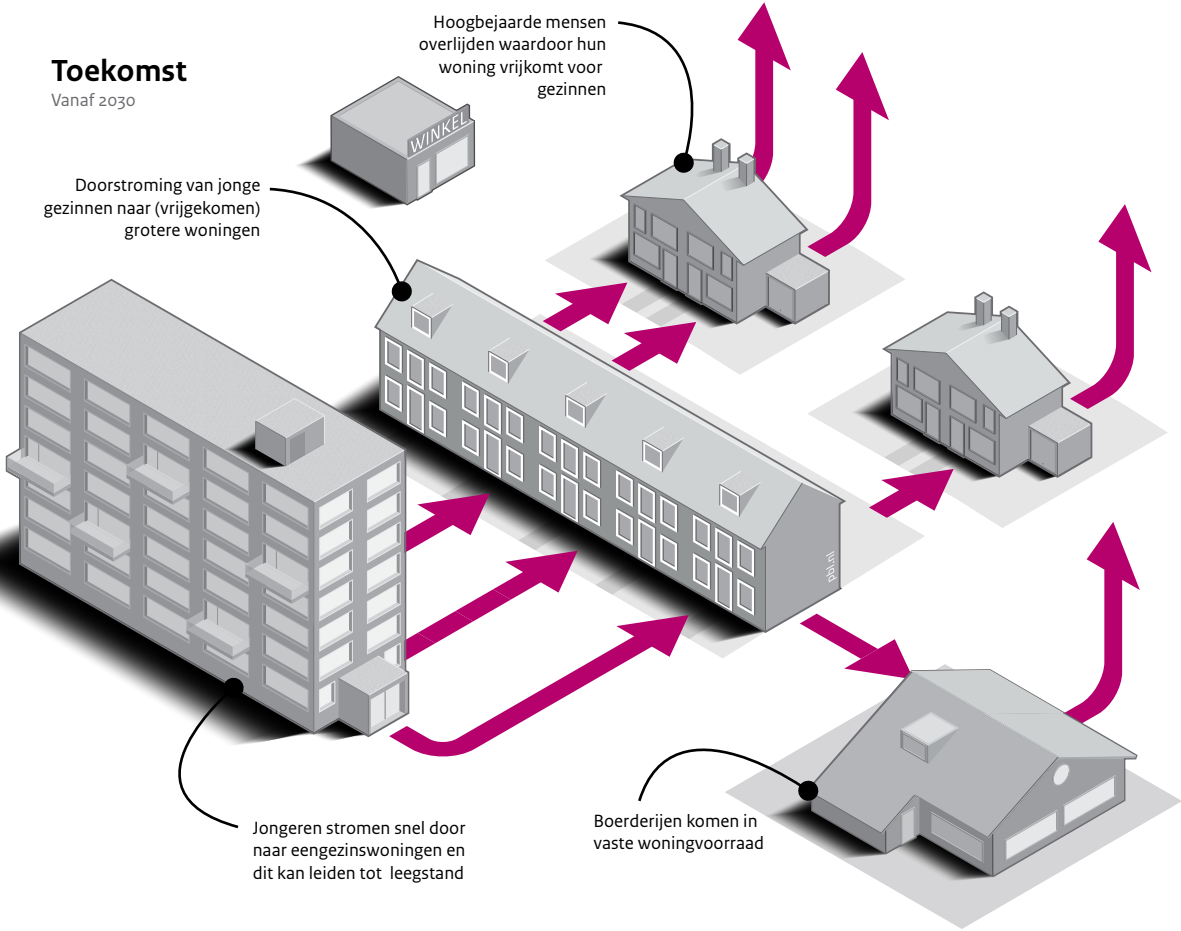 Toekomst
Vanaf 2030
Hoogbejaarde mensen
overlijden waardoor hun
woning vrijkomt voor
gezinnen
WINKEL
Doorstroming van jonge
gezinnen naar (vrijgekomen)
grotere woningen
pbl.nl
Jongeren stromen snel door
naar eengezinswoningen en
dit kan leiden tot leegstand
Boerderijen komen in
vaste woningvoorraad